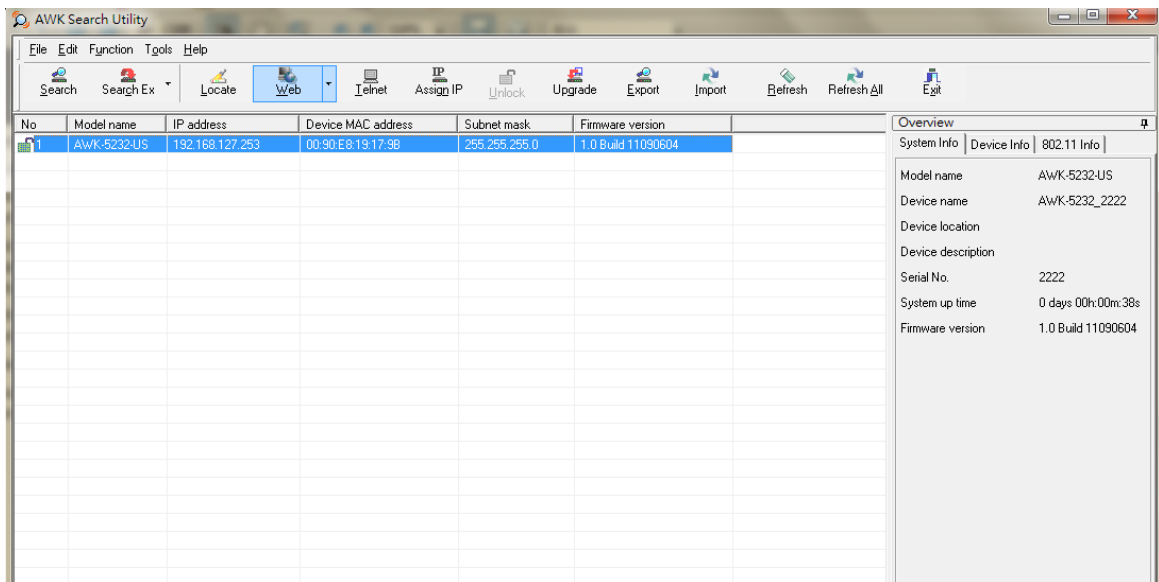 AWK Search Utility
File Edit Function Tools Help
Search Search Ex Locate Web Telnet Assign IP Unlock Upgrade Export Import Refresh Refresh All Exit
No Model name IP address Device MAC address Subnet mask Firmware version
1 AWK-5232-US 192.168.127.253 00:90:E8:19:17:9B 255.255.255.0 1.0 Build 11090604
Overview
System Info Device Info 802.11 Info
Model name AWK-5232-US
Device name AWK-5232_2222
Device location
Device description
Serial No. 2222
System up time 0 days 00h:00m:38s
Firmware version 1.0 Build 11090604